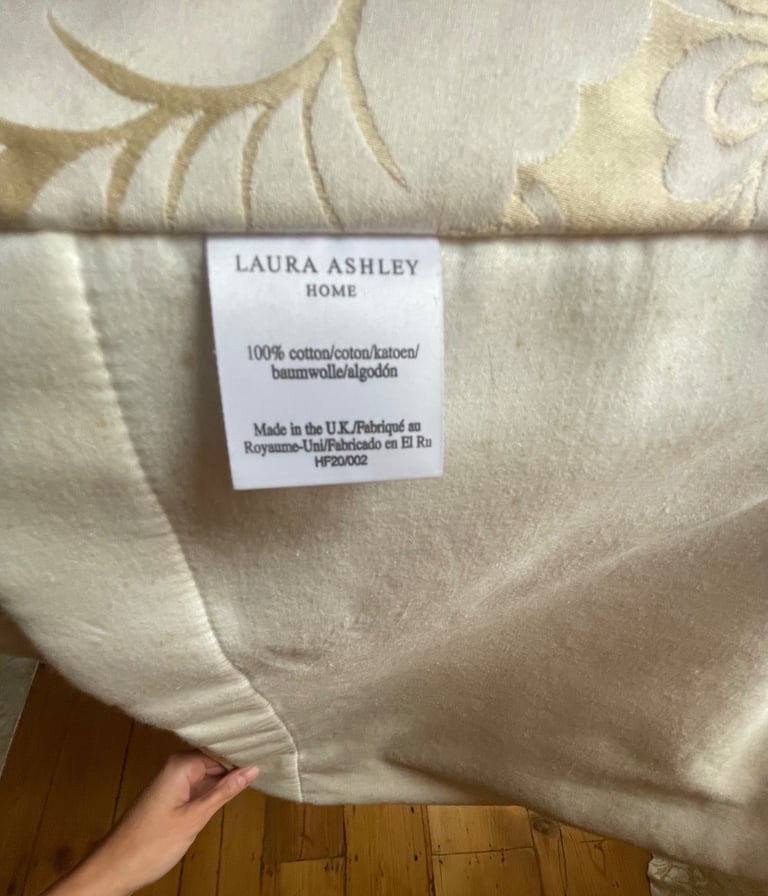 LAURA ASHLEY
HOME
100% cotton/coton/katoen/
baumwolle/algodón
Made in the U.K./Fabriqué au
Royaume-Uni/Fabricado en El Ru
HF20/002